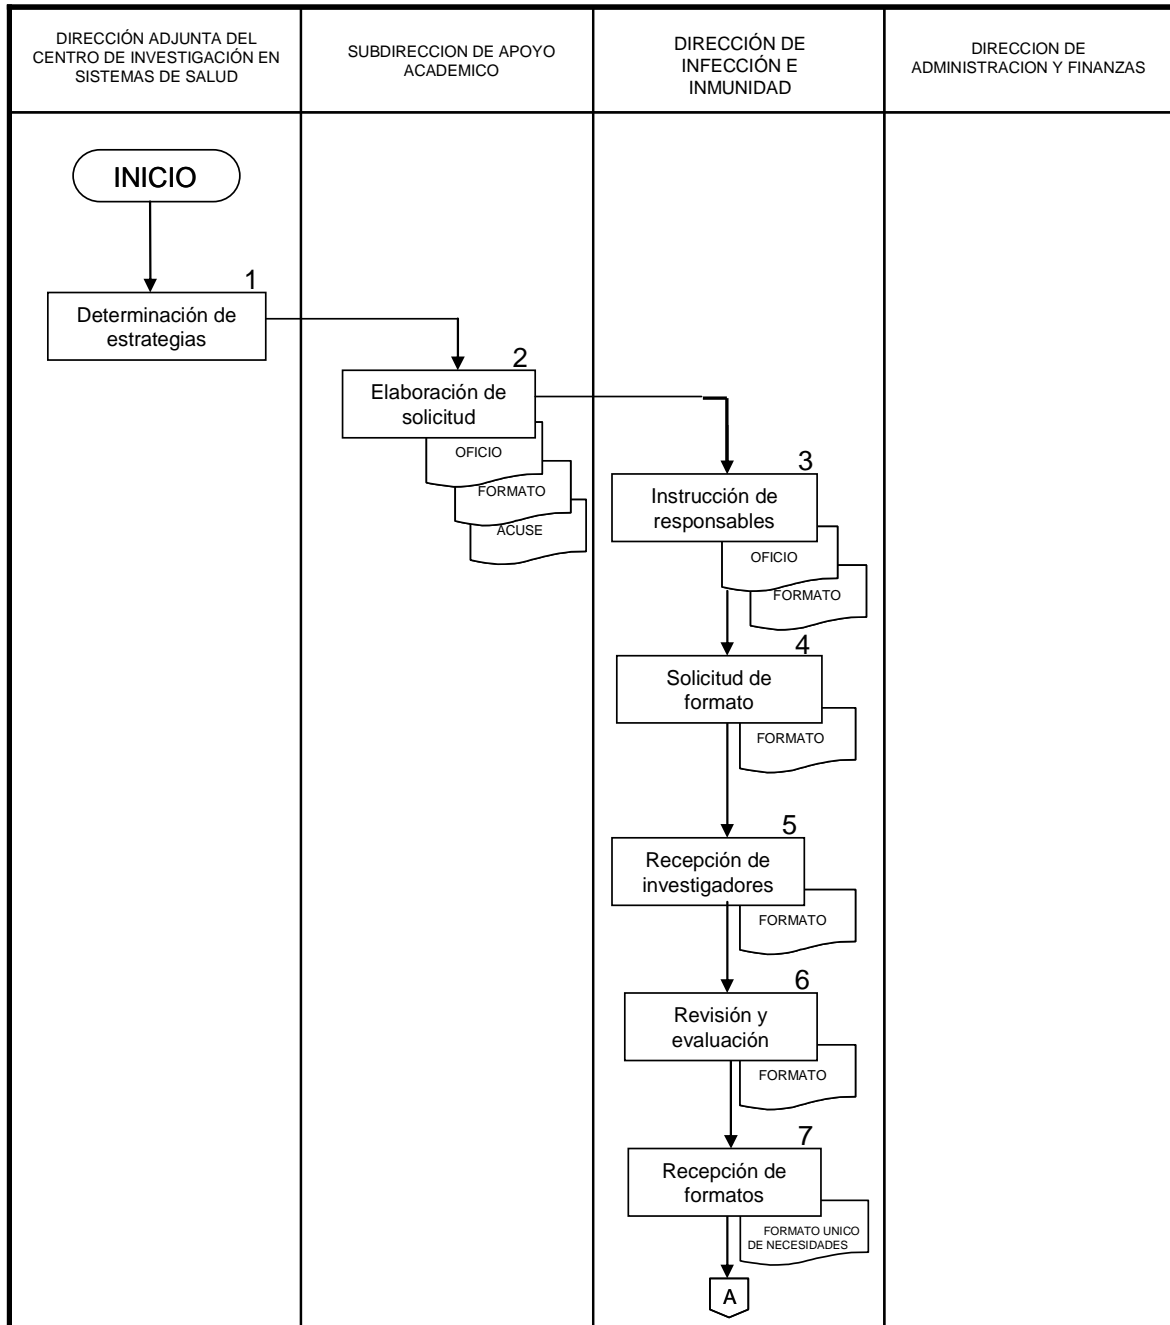 DIRECCIÓN ADJUNTA DEL
CENTRO DE INVESTIGACIÓN EN
SISTEMAS DE SALUD
SUBDIRECCION DE APOYO
ACADEMICO
DIRECCIÓN DE
INFECCIÓN E
INMUNIDAD
DIRECCION DE
ADMINISTRACION Y FINANZAS
INICIO
1
Determinación de
estrategias
2
Elaboración de
solicitud
OFICIO
FORMATO
ACUSE
3
Instrucción de
responsables
OFICIO
FORMATO
4
Solicitud de
formato
FORMATO
5
Recepción de
investigadores
FORMATO
6
Revisión y
evaluación
FORMATO
7
Recepción de
formatos
FORMATO UNICO
DE NECESIDADES
A